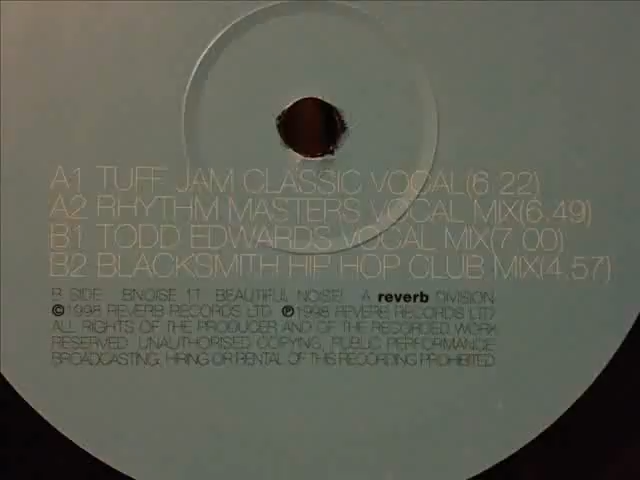 A1 TUFF JAM CLASSIC VOCAL(6.22)
A2 RHYTHM MASTERS VOCAL MIX(6.49)
B1 TODD EDWARDS VOCAL MIX(7.00)
B2 BLACKSMITH HIP HOP CLUB MIX(4.57)
B SIDE BNOISE 1T BEAUTIFUL NOISE! A reverb DIVISION
©1998 REVERB RECORDS LTD ℗1998 REVERB RECORDS LTD
ALL RIGHTS OF THE PRODUCER AND OF THE RECORDED WORK
RESERVED. UNAUTHORISED COPYING, PUBLIC PERFORMANCE
BROADCASTING, HIRING OR RENTAL OF THIS RECORDING PROHIBITED